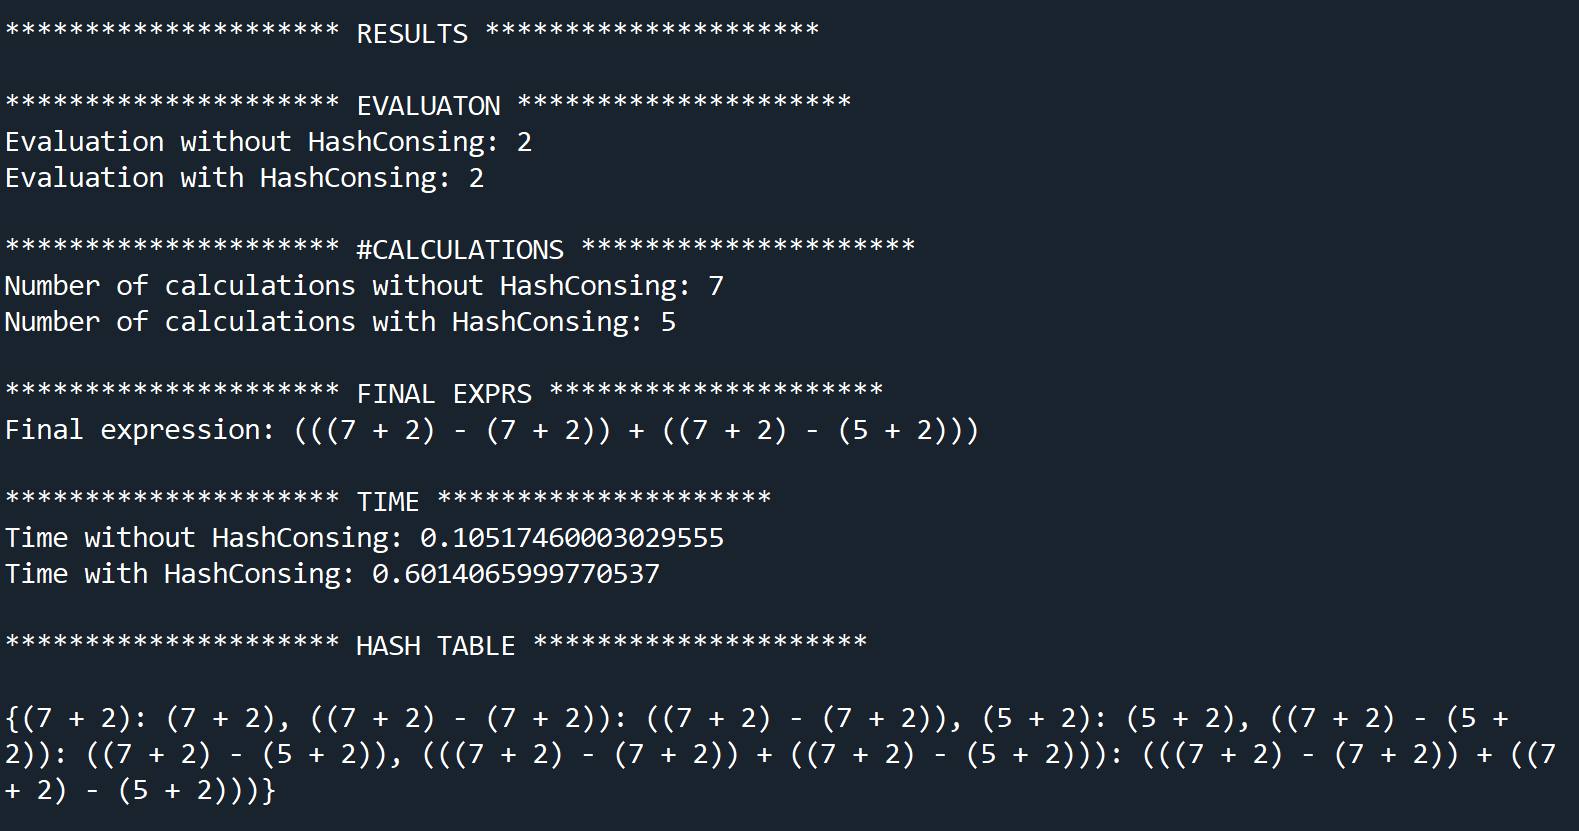 ********************* RESULTS *********************
********************* EVALUATON *********************
Evaluation without HashConsing: 2
Evaluation with HashConsing: 2
********************* #CALCULATIONS *********************
Number of calculations without HashConsing: 7
Number of calculations with HashConsing: 5
********************* FINAL EXPRS *********************
Final expression: (((7 + 2) - (7 + 2)) + ((7 + 2) - (5 + 2)))
********************* TIME *********************
Time without HashConsing: 0.10517460003029555
Time with HashConsing: 0.6014065999770537
********************* HASH TABLE *********************
{(7 + 2): (7 + 2), ((7 + 2) - (7 + 2)): ((7 + 2) - (7 + 2)), (5 + 2): (5 + 2), ((7 + 2) - (5 +
2)): ((7 + 2) - (5 + 2)), (((7 + 2) - (7 + 2)) + ((7 + 2) - (5 + 2))): (((7 + 2) - (7 + 2)) + ((7
+ 2) - (5 + 2)))}